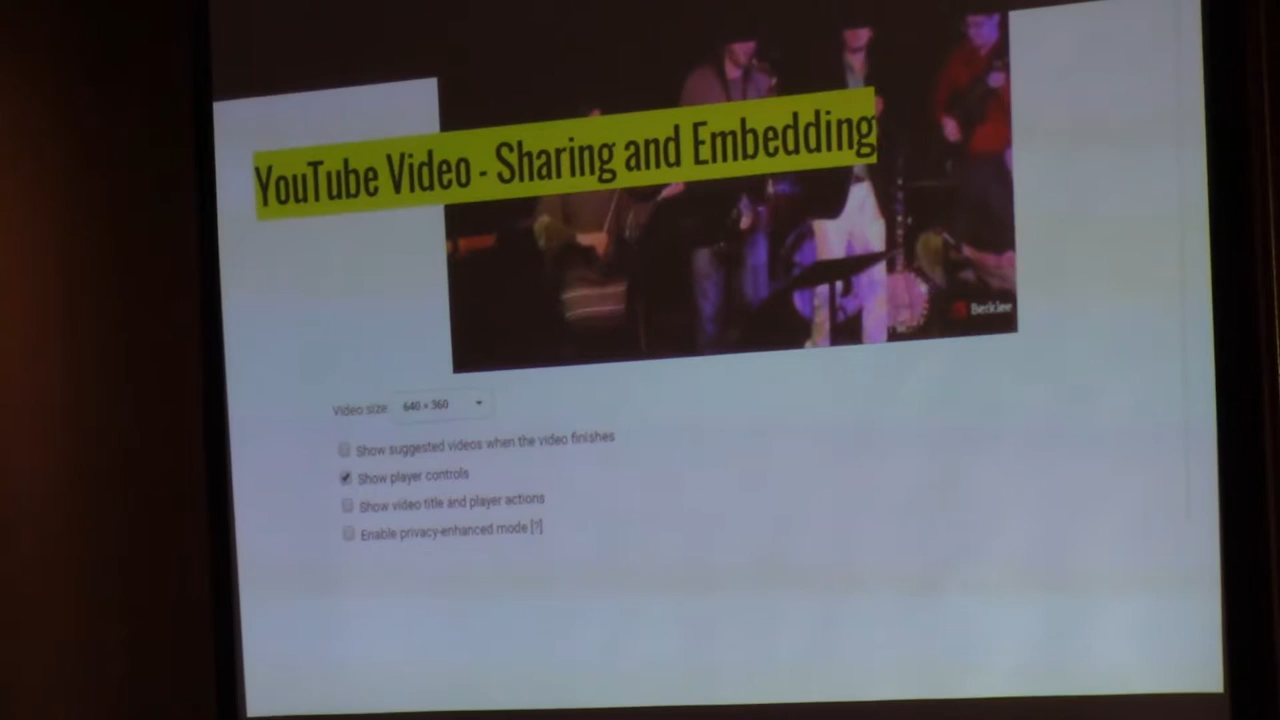 YouTube Video - Sharing and Embedding
Berklee
Video size: 640 × 360
Show suggested videos when the video finishes
Show player controls
Show video title and player actions
Enable privacy-enhanced mode [?]